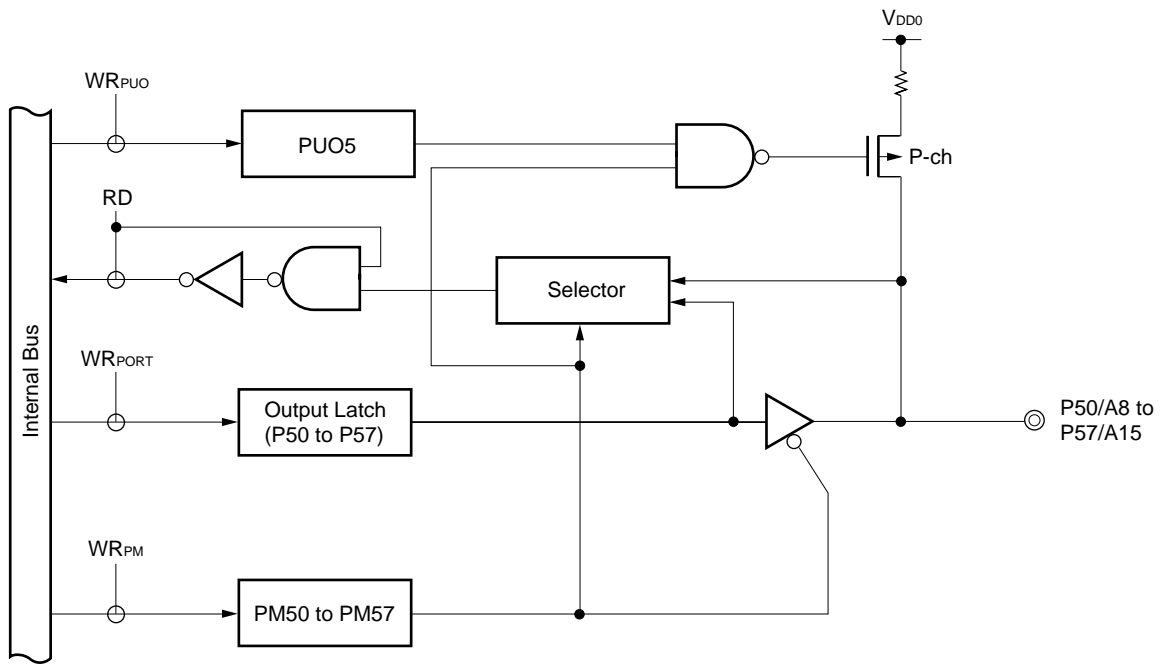 VDD0
WRPUO
PUO5
P-ch
RD
Selector
Internal Bus
WRPORT
Output Latch
(P50 to P57)
P50/A8 to
P57/A15
WRPM
PM50 to PM57